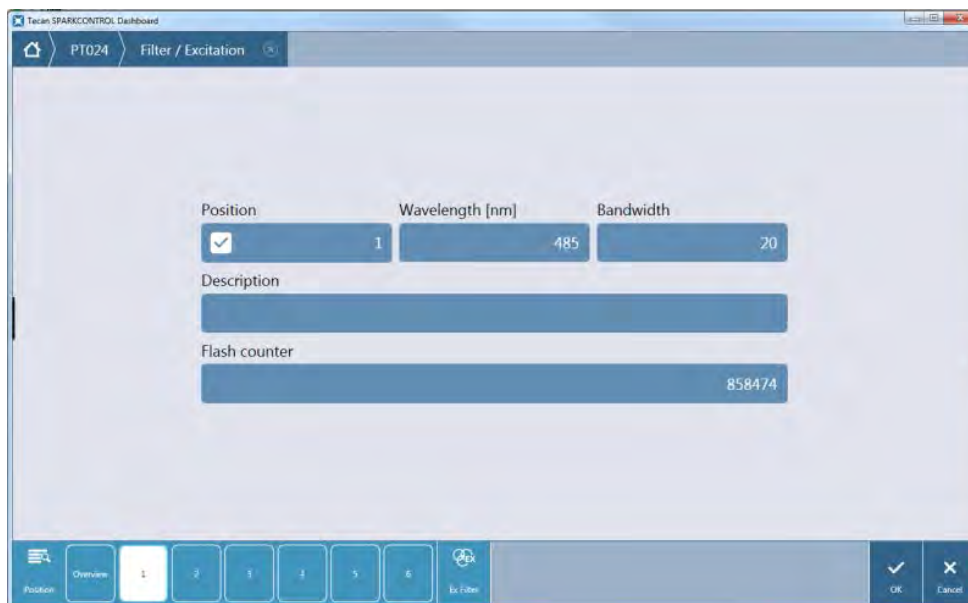 Tecan SPARKCONTROL Dashboard
PT024 Filter / Excitation
Position Wavelength [nm] Bandwidth
1 485 20
Description
Flash counter
858474
Position Overview 1 2 3 4 5 6 Ex Filter OK Cancel